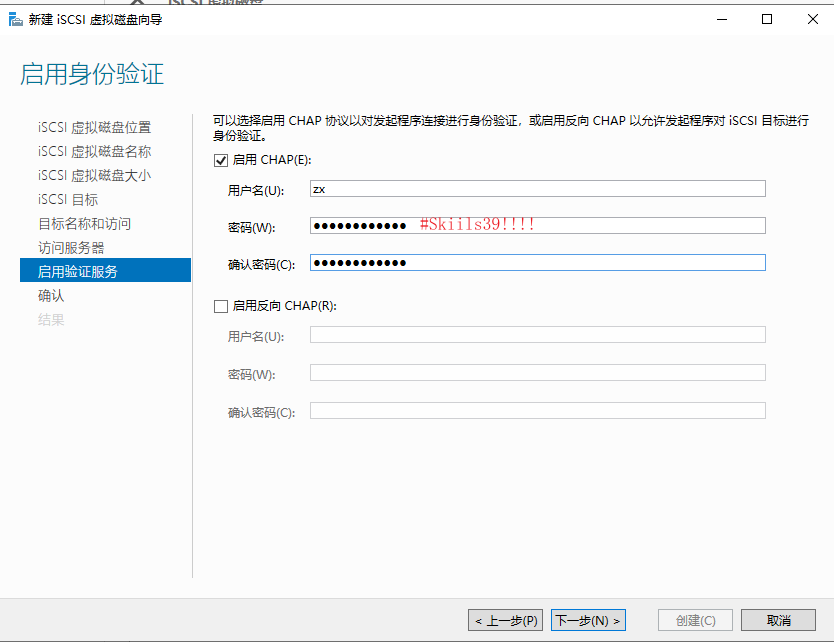 新建 iSCSI 虚拟磁盘向导
启用身份验证
iSCSI 虚拟磁盘位置
iSCSI 虚拟磁盘名称
iSCSI 虚拟磁盘大小
iSCSI 目标
目标名称和访问
访问服务器
启用验证服务
确认
结果
可以选择启用 CHAP 协议以对发起程序连接进行身份验证，或启用反向 CHAP 以允许发起程序对 iSCSI 目标进行
身份验证。
启用 CHAP(E):
用户名(U): zx
密码(W): ●●●●●●●●●●●● #Skiils39!!!!
确认密码(C): ●●●●●●●●●●●●
启用反向 CHAP(R):
用户名(U):
密码(W):
确认密码(C):
< 上一步(P) 下一步(N) > 创建(C) 取消